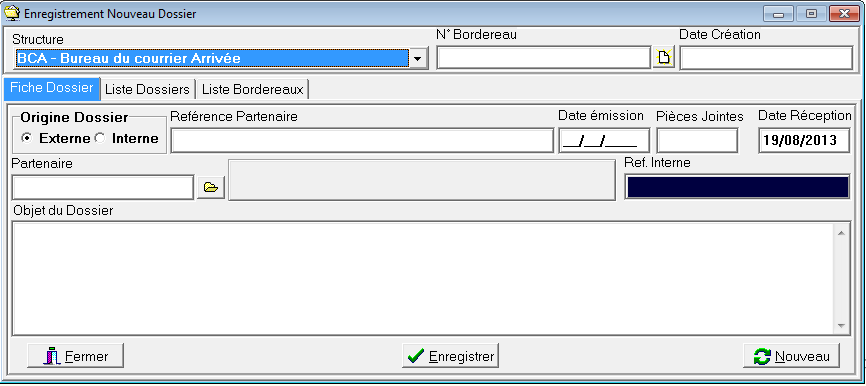 Enregistrement Nouveau Dossier
Structure
N° Bordereau
Date Création
BCA - Bureau du courrier Arrivée
Fiche Dossier
Liste Dossiers
Liste Bordereaux
Origine Dossier
Externe
Interne
Reférence Partenaire
Date émission
__/__/____
Pièces Jointes
Date Réception
19/08/2013
Partenaire
Ref. Interne
Objet du Dossier
Fermer
Enregistrer
Nouveau